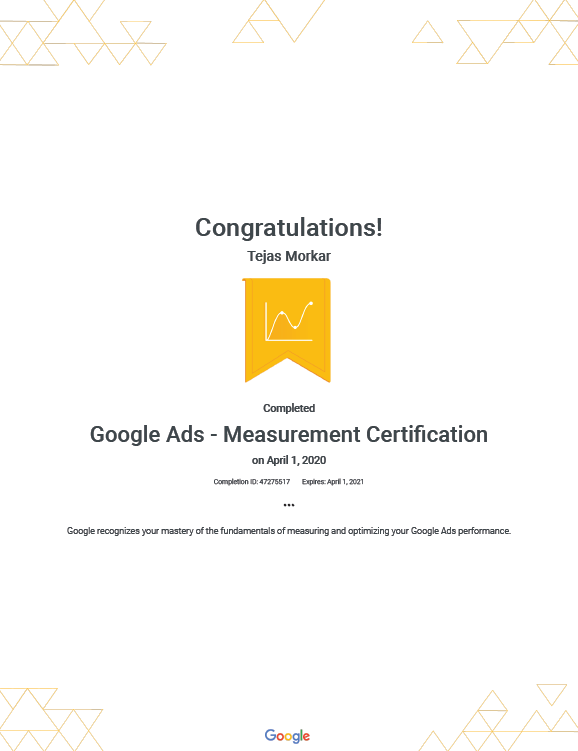 Congratulations!
Tejas Morkar
Completed
Google Ads - Measurement Certification
on April 1, 2020
Completion ID: 47275517 Expires: April 1, 2021
•••
Google recognizes your mastery of the fundamentals of measuring and optimizing your Google Ads performance.
Google